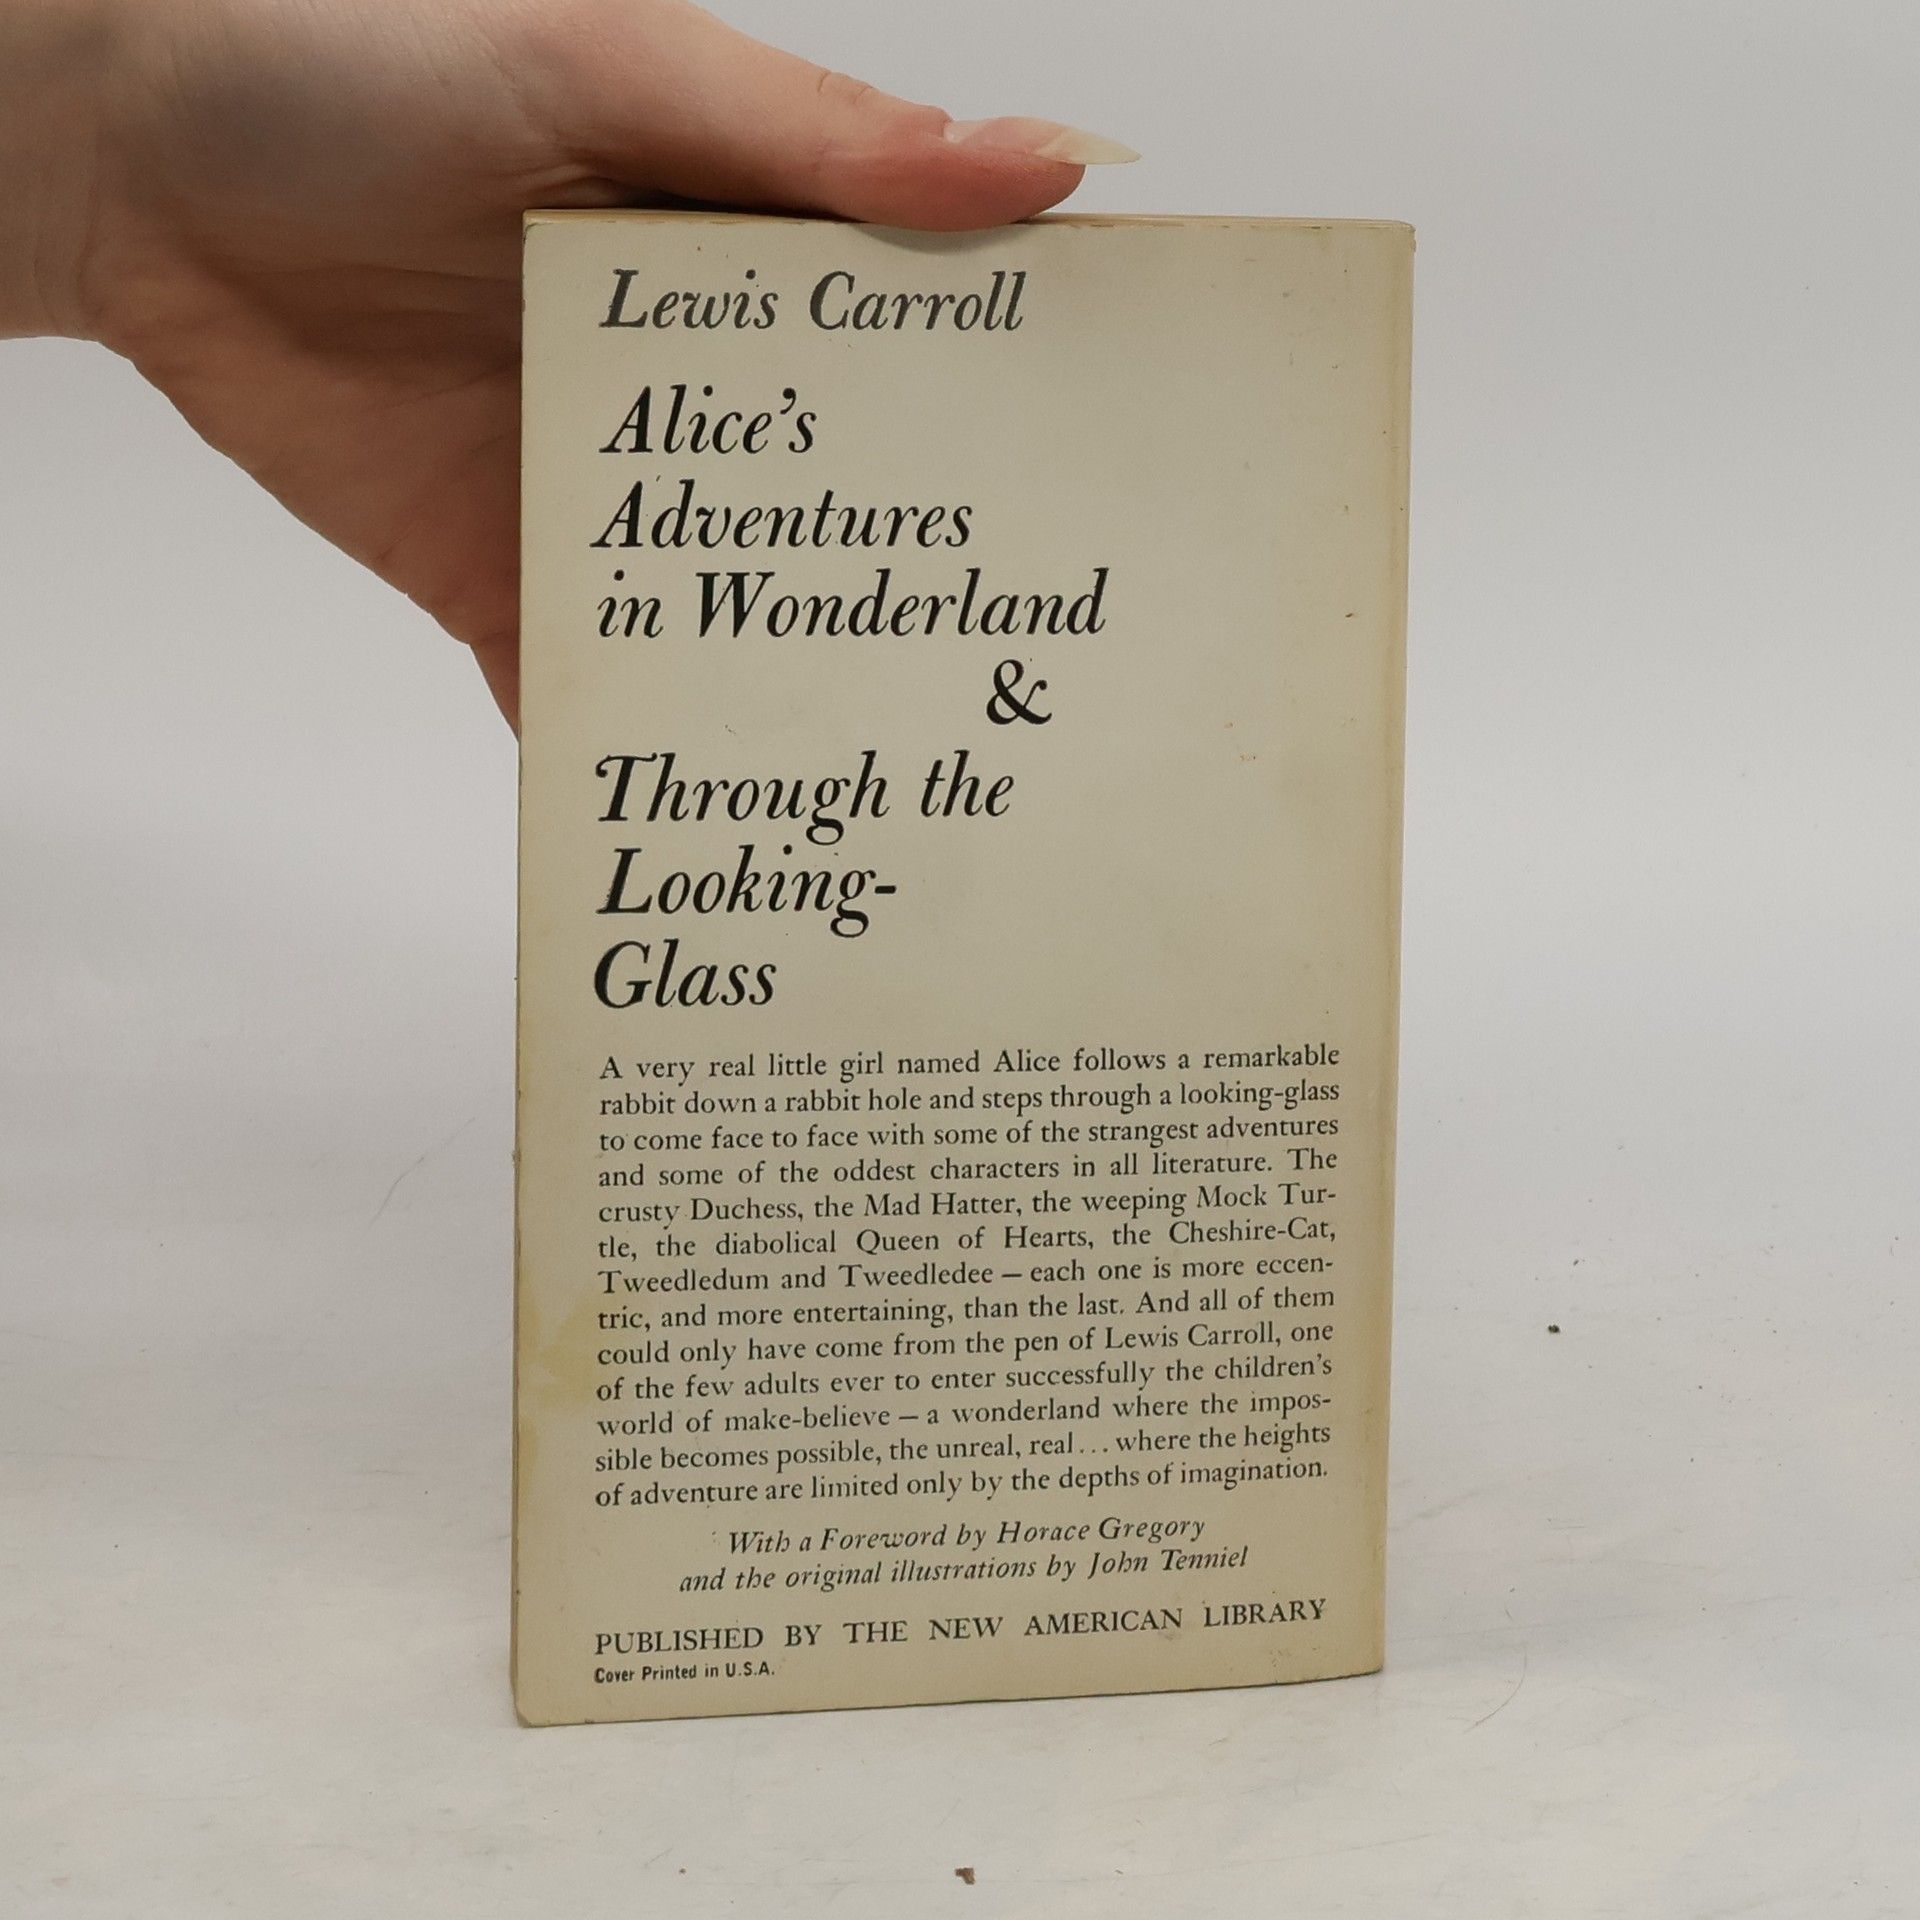 Lewis Carroll
Alice's
Adventures
in Wonderland
&
Through the
Looking-
Glass
A very real little girl named Alice follows a remarkable
rabbit down a rabbit hole and steps through a looking-glass
to come face to face with some of the strangest adventures
and some of the oddest characters in all literature. The
crusty Duchess, the Mad Hatter, the weeping Mock Tur-
tle, the diabolical Queen of Hearts, the Cheshire-Cat,
Tweedledum and Tweedledee — each one is more eccen-
tric, and more entertaining, than the last. And all of them
could only have come from the pen of Lewis Carroll, one
of the few adults ever to enter successfully the children's
world of make-believe — a wonderland where the impos-
sible becomes possible, the unreal, real... where the heights
of adventure are limited only by the depths of imagination.
With a Foreword by Horace Gregory
and the original illustrations by John Tenniel
PUBLISHED BY THE NEW AMERICAN LIBRARY
Cover Printed in U.S.A.